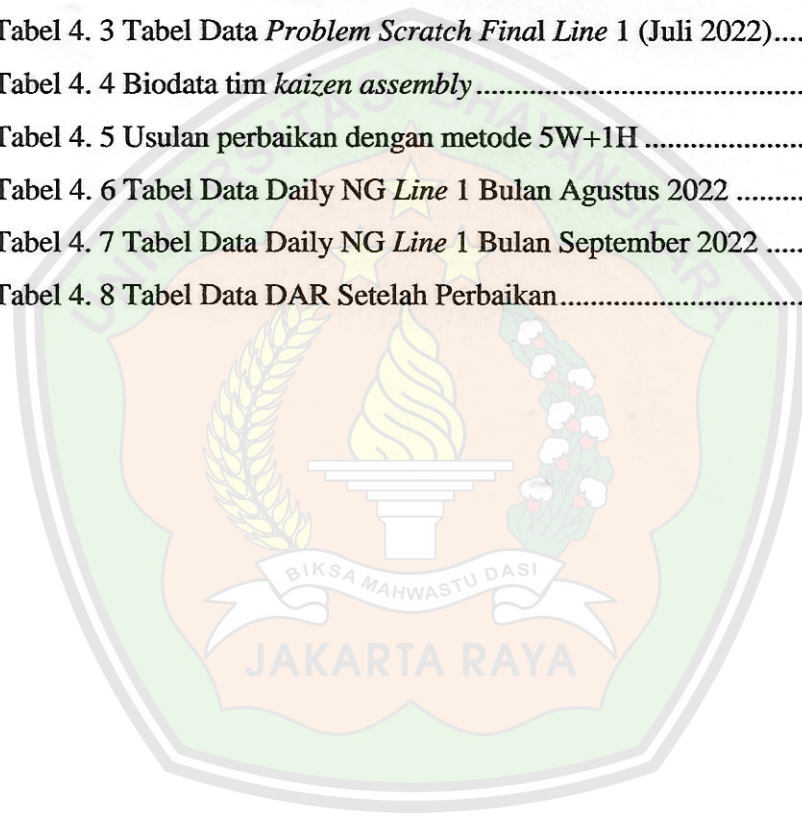 Tabel 4. 3 Tabel Data Problem Scratch Final Line 1 (Juli 2022)....
Tabel 4. 4 Biodata tim kaizen assembly....................................
Tabel 4. 5 Usulan perbaikan dengan metode 5W+1H ....................
Tabel 4. 6 Tabel Data Daily NG Line 1 Bulan Agustus 2022 .........
Tabel 4. 7 Tabel Data Daily NG Line 1 Bulan September 2022 .....
Tabel 4. 8 Tabel Data DAR Setelah Perbaikan.............................
UNIVERSITAS BHAYANGKARA
BIKSA MAHWASTU DASI
JAKARTA RAYA